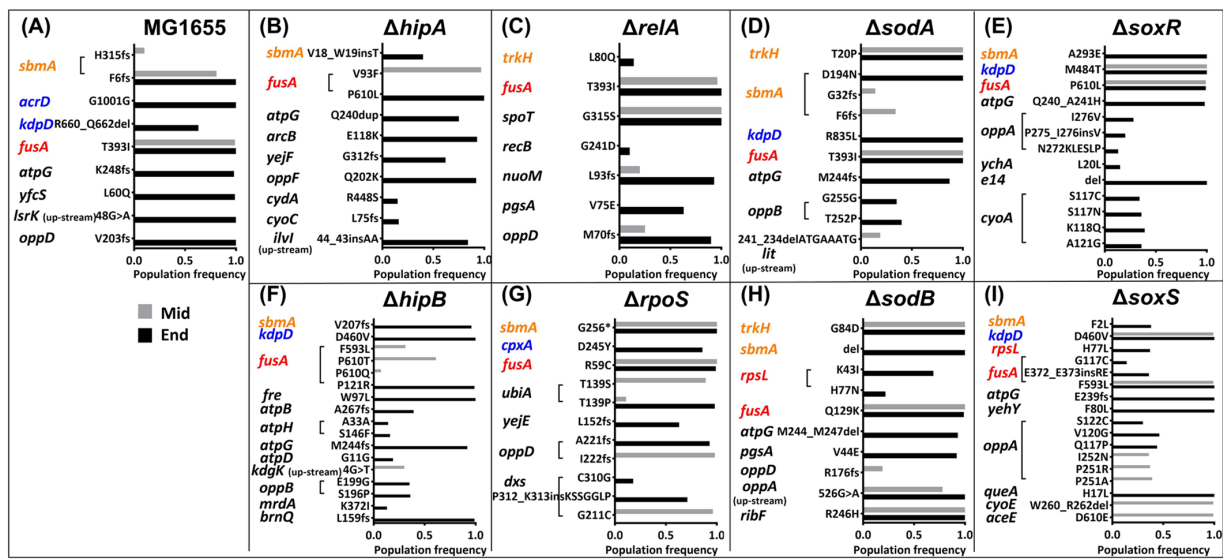 (A) MG1655
sbmA H315fs
F6fs
acrD G1001G
kdpD R660_Q662del
fusA T393I
atpG K248fs
yfcS L60Q
lsrK (up-stream) 48G>A
oppD V203fs
0.0 0.5 1.0
Population frequency
Mid
End
(B) ΔhipA
sbmA V18_W19insT
fusA V93F
P610L
atpG Q240dup
arcB E118K
yejF G312fs
oppF Q202K
cydA R448S
cyoC L75fs
ilvI 44_43insAA
(up-stream)
0.0 0.5 1.0
Population frequency
(C) ΔrelA
trkH L80Q
fusA T393I
spoT G315S
recB G241D
nuoM L93fs
pgsA V75E
oppD M70fs
0.0 0.5 1.0
Population frequency
(D) ΔsodA
trkH T20P
sbmA D194N
G32fs
F6fs
kdpD R835L
fusA T393I
atpG M244fs
oppB G255G
T252P
241_234delATGAAATG
lit
(up-stream)
0.0 0.5 1.0
Population frequency
(E) ΔsoxR
sbmA A293E
kdpD M484T
fusA P610L
atpG Q240_A241H
oppA I276V
P275_I276insV
N272KLESLP
ychA L20L
e14 del
cyoA S117C
S117N
K118Q
A121G
0.0 0.5 1.0
Population frequency
(F) ΔhipB
sbmA V207fs
kdpD D460V
fusA F593L
P610T
P610Q
P121R
fre W97L
atpB A267fs
atpH A33A
S146F
atpG M244fs
atpD G11G
kdgK (up-stream) 4G>T
oppB E199G
S196P
mrdA K372I
brnQ L159fs
0.0 0.5 1.0
Population frequency
(G) ΔrpoS
sbmA G256*
cpxA D245Y
fusA R59C
ubiA T139S
T139P
yejE L152fs
oppD A221fs
I222fs
dxs C310G
P312_K313insKSSGGLP
G211C
0.0 0.5 1.0
Population frequency
(H) ΔsodB
trkH G84D
sbmA del
rpsL K43I
H77N
fusA Q129K
atpG M244_M247del
pgsA V44E
oppD R176fs
oppA
(up-stream) 526G>A
ribF R246H
0.0 0.5 1.0
Population frequency
(I) ΔsoxS
sbmA F2L
kdpD D460V
rpsL H77L
fusA G117C
E372_E373insRE
F593L
atpG E239fs
yehY F80L
oppA S122C
V120G
Q117P
I252N
P251R
P251A
queA H17L
cyoE W260_R262del
aceE D610E
0.0 0.5 1.0
Population frequency